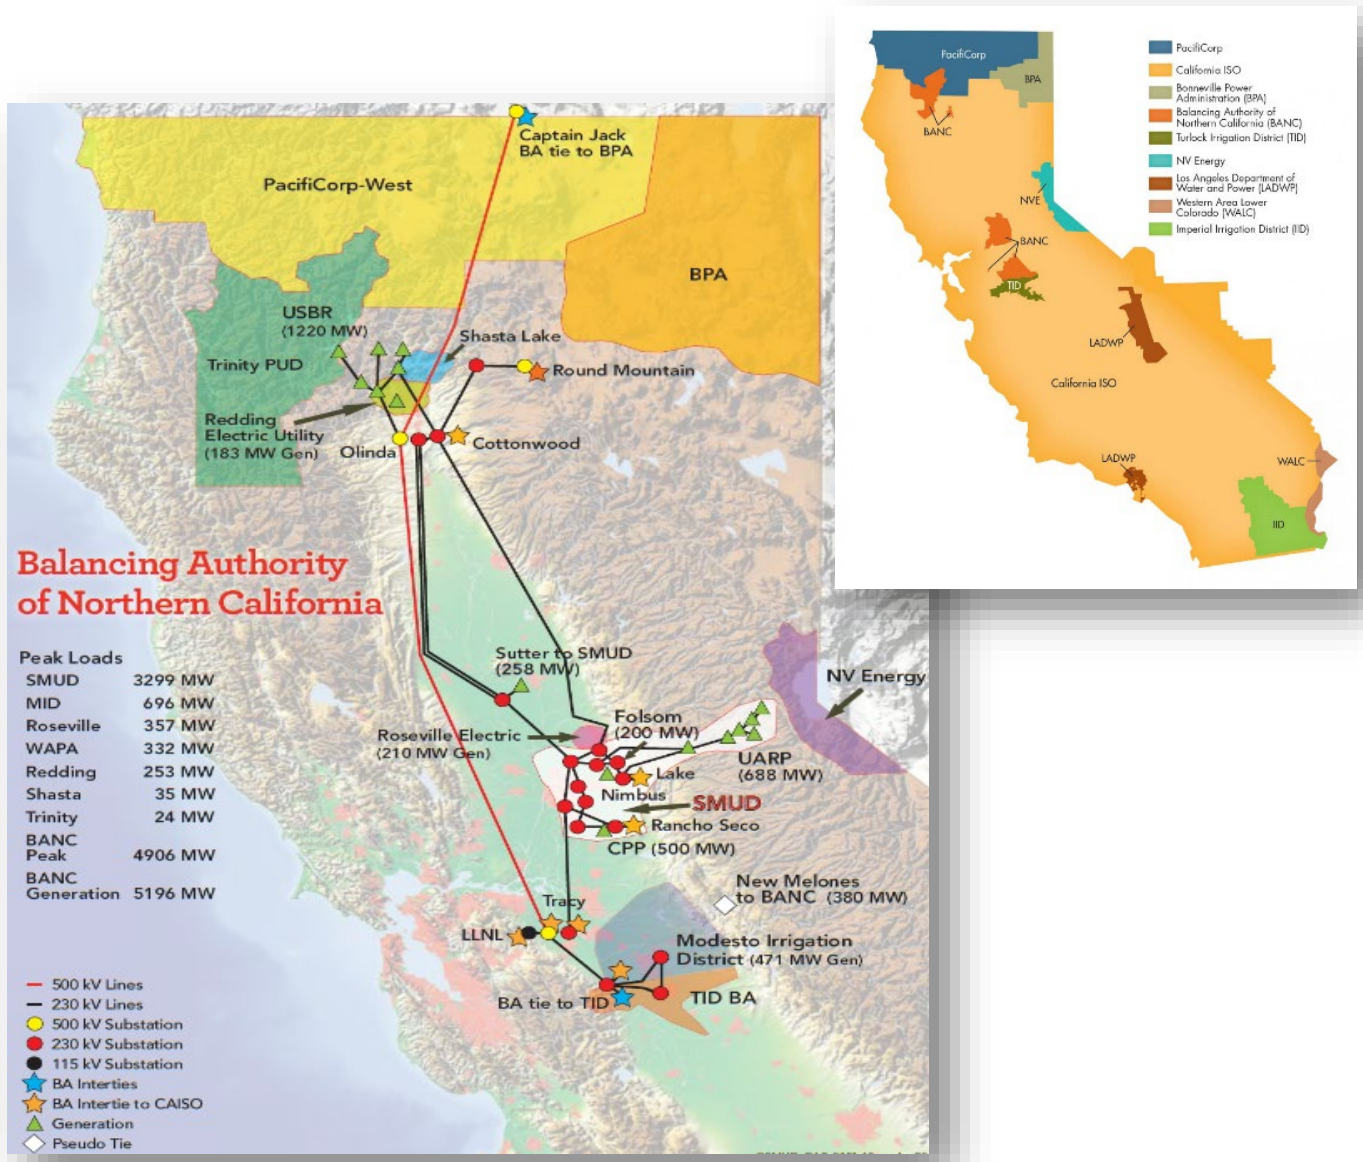 PacifiCorp
BPA
BANC
NVE
BANC
TID
LADWP
California ISO
LADWP
WALC
IID
PacifiCorp
California ISO
Bonneville Power
Administration (BPA)
Balancing Authority of
Northern California (BANC)
Turlock Irrigation District (TID)
NV Energy
Los Angeles Department of
Water and Power (LADWP)
Western Area Lower
Colorado (WALC)
Imperial Irrigation District (IID)
Captain Jack
BA tie to BPA
PacifiCorp-West
BPA
USBR
(1220 MW)
Shasta Lake
Trinity PUD
Round Mountain
Redding
Electric Utility
(183 MW Gen)
Olinda
Cottonwood
Balancing Authority
of Northern California
Peak Loads
SMUD 3299 MW
MID 696 MW
Roseville 357 MW
WAPA 332 MW
Redding 253 MW
Shasta 35 MW
Trinity 24 MW
BANC
Peak 4906 MW
BANC
Generation 5196 MW
Sutter to SMUD
(258 MW)
NV Energy
Roseville Electric
(210 MW Gen)
Folsom
(200 MW)
UARP
(688 MW)
Lake
Nimbus
SMUD
Rancho Seco
CPP (500 MW)
New Melones
to BANC (380 MW)
Tracy
LLNL
Modesto Irrigation
District (471 MW Gen)
BA tie to TID
TID BA
500 kV Lines
230 kV Lines
500 kV Substation
230 kV Substation
115 kV Substation
BA Interties
BA Intertie to CAISO
Generation
Pseudo Tie